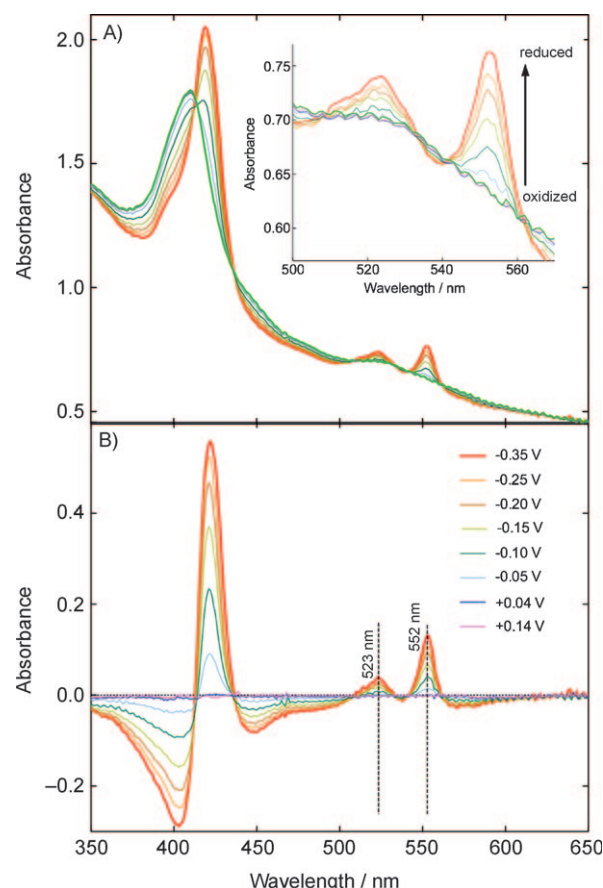 A)
2.0
1.5
1.0
0.5
Absorbance
0.75
0.70
0.65
0.60
Absorbance
500
520
540
560
Wavelength / nm
reduced
oxidized
B)
0.4
0.2
0.0
−0.2
Absorbance
523 nm
552 nm
-0.35 V
-0.25 V
-0.20 V
-0.15 V
-0.10 V
-0.05 V
+0.04 V
+0.14 V
350
400
450
500
550
600
650
Wavelength / nm